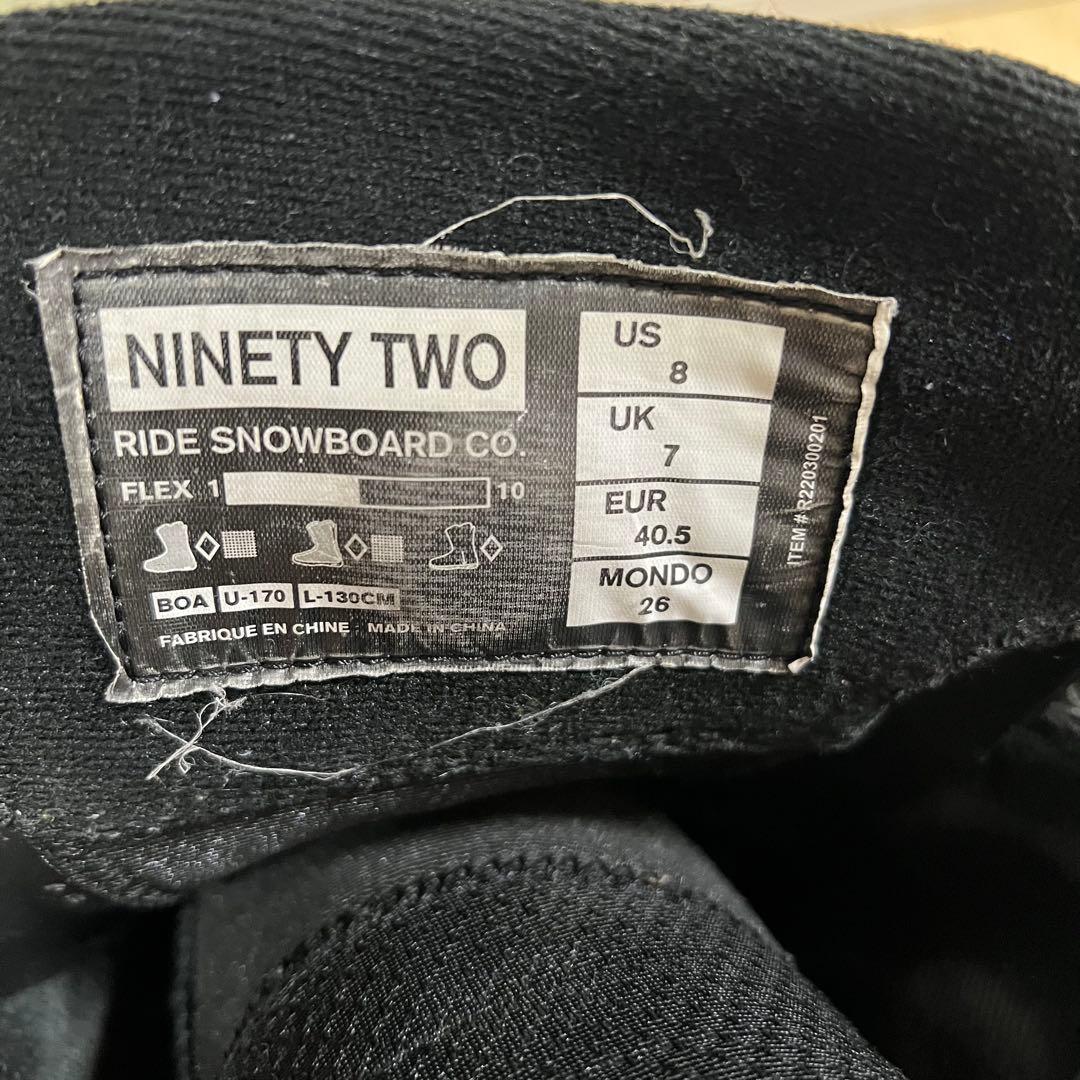 NINETY TWO
RIDE SNOWBOARD CO.
FLEX 1 10
BOA U-170 L-130CM
FABRIQUE EN CHINE MADE IN CHINA
US
8
UK
7
EUR
40.5
MONDO
26
ITEM # R220300201